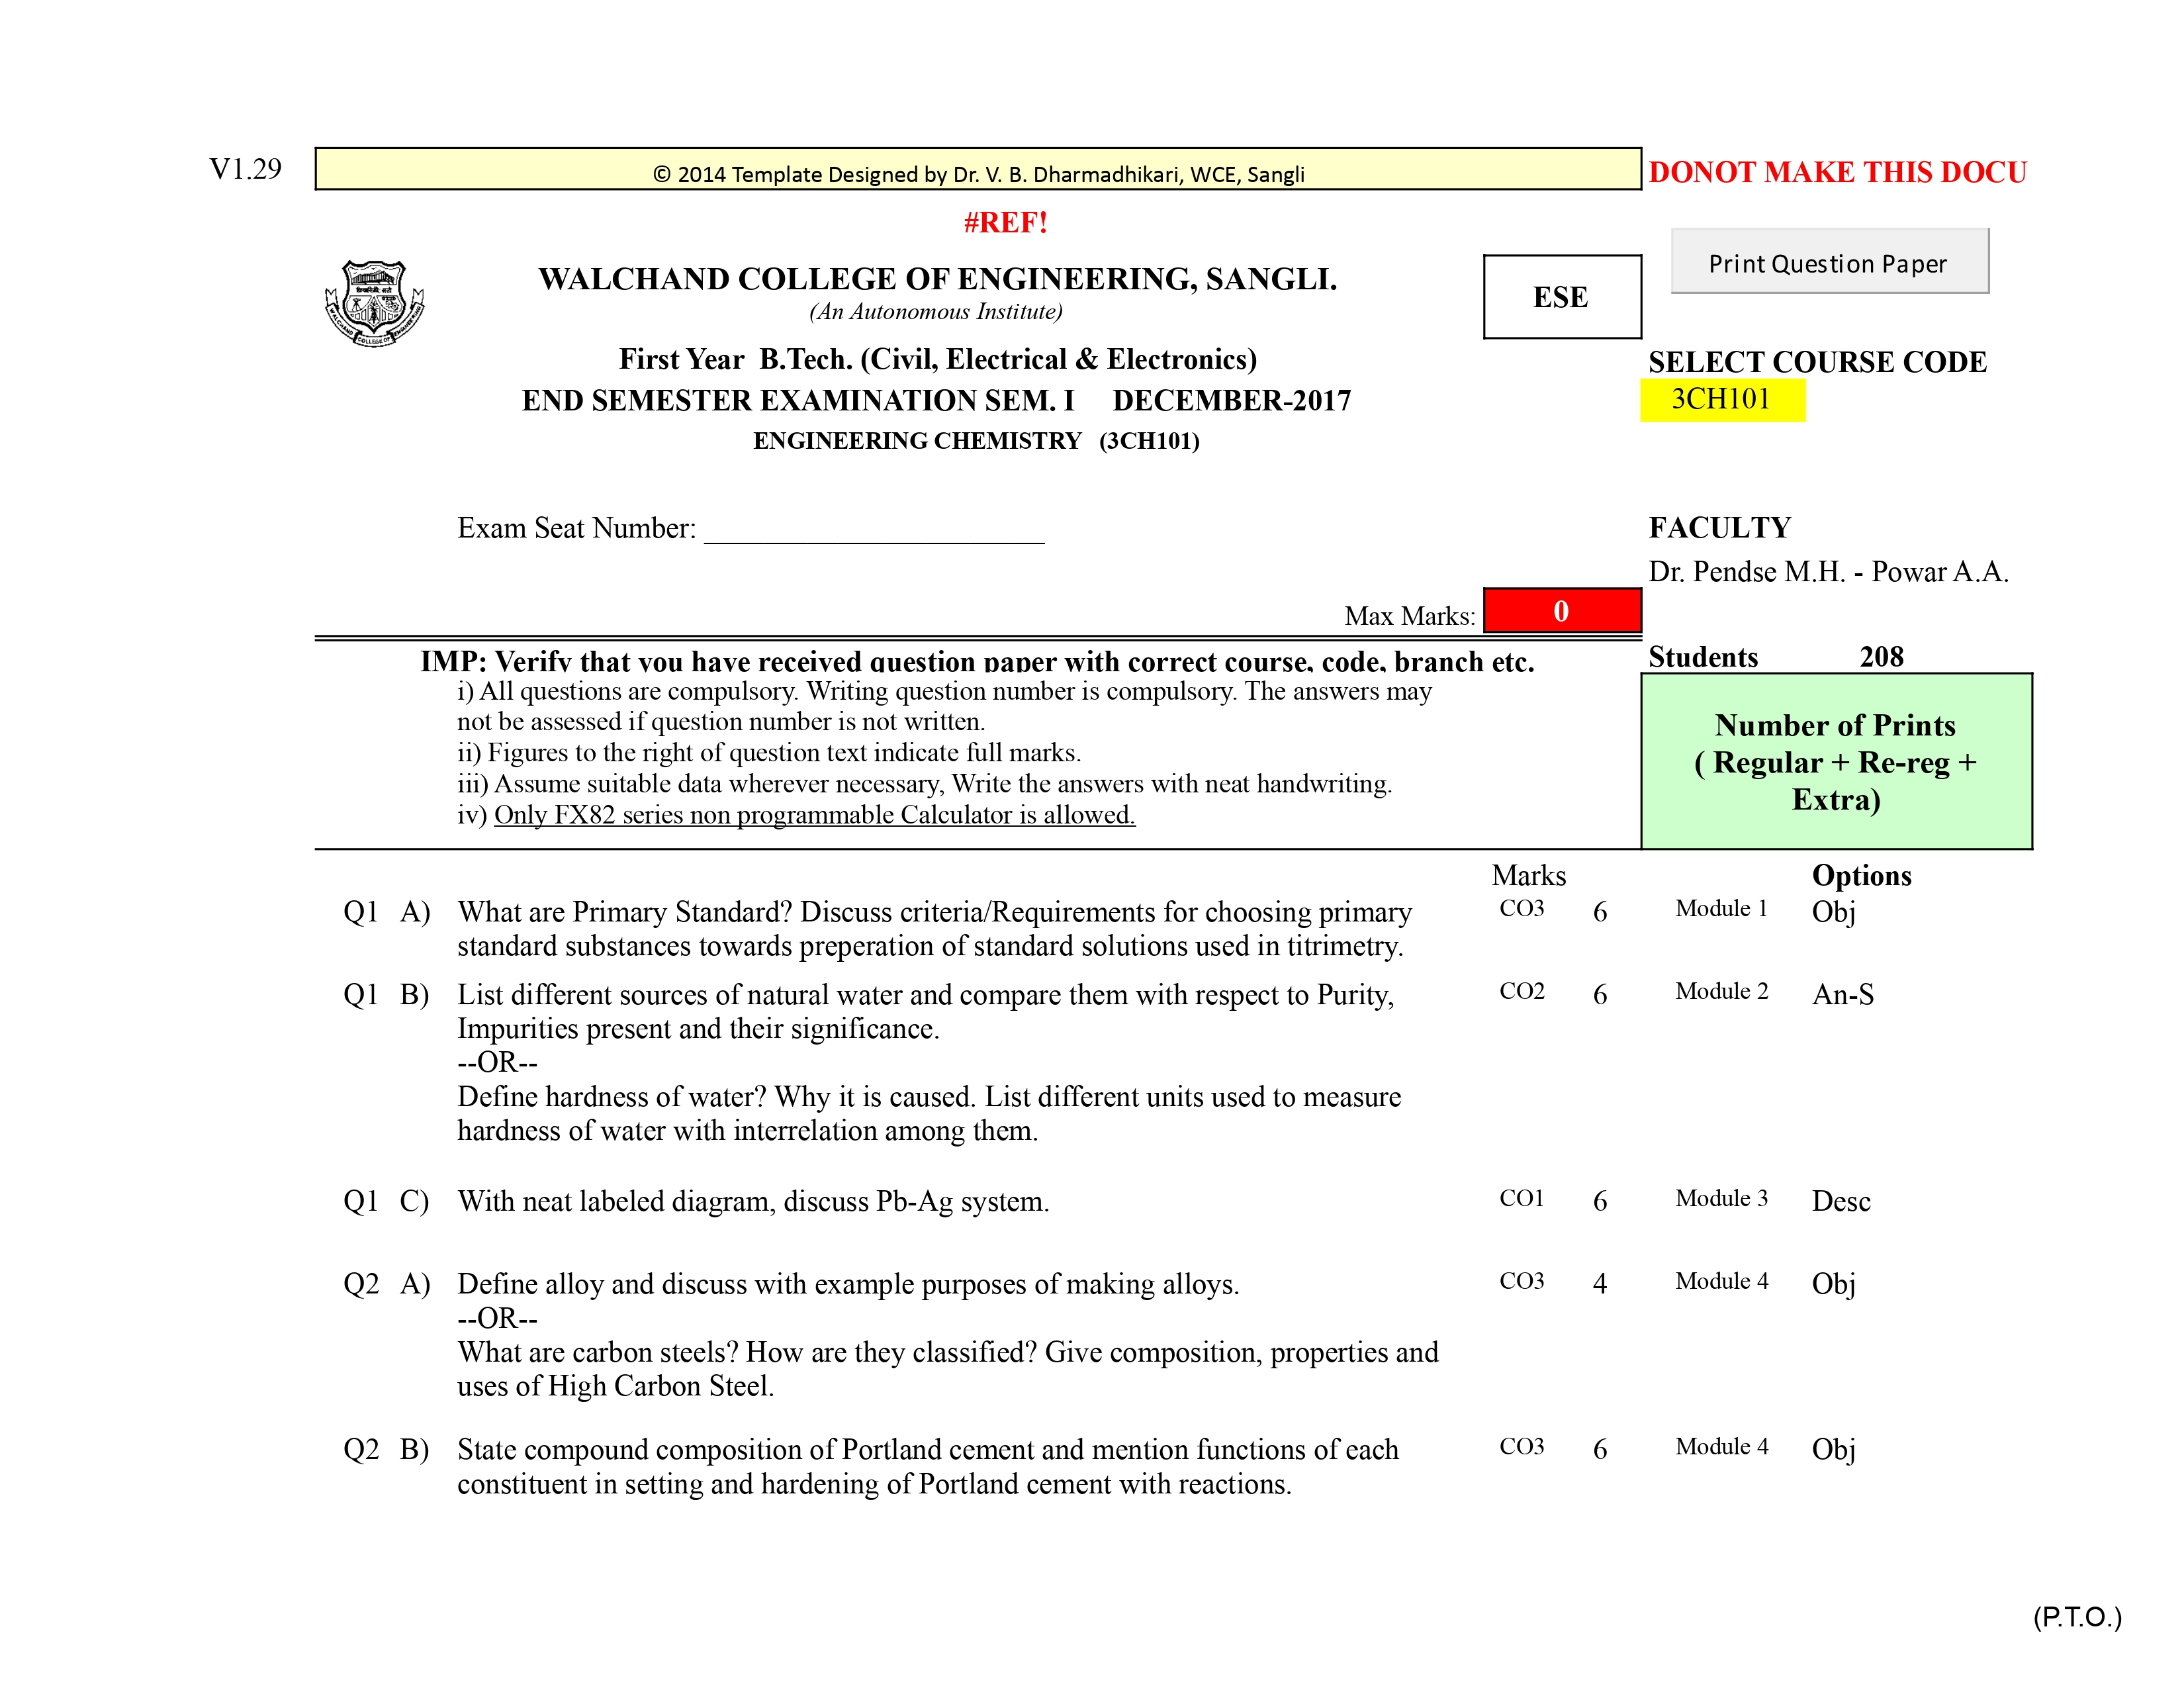 V1.29
© 2014 Template Designed by Dr. V. B. Dharmadhikari, WCE, Sangli
DONOT MAKE THIS DOCU
#REF!
Print Question Paper
WALCHAND COLLEGE OF ENGINEERING, SANGLI.
(An Autonomous Institute)
ESE
WALCHAND COLLEGE OF ENGINEERING
First Year B.Tech. (Civil, Electrical & Electronics)
SELECT COURSE CODE
END SEMESTER EXAMINATION SEM. I DECEMBER-2017
3CH101
ENGINEERING CHEMISTRY (3CH101)
Exam Seat Number: ______________________
FACULTY
Dr. Pendse M.H. - Powar A.A.
Max Marks: 0
IMP: Verify that you have received question paper with correct course, code, branch etc.
Students 208
i) All questions are compulsory. Writing question number is compulsory. The answers may
not be assessed if question number is not written.
ii) Figures to the right of question text indicate full marks.
iii) Assume suitable data wherever necessary, Write the answers with neat handwriting.
iv) Only FX82 series non programmable Calculator is allowed.
Number of Prints
( Regular + Re-reg +
Extra)
Marks Options
Q1 A) What are Primary Standard? Discuss criteria/Requirements for choosing primary CO3 6 Module 1 Obj
standard substances towards preperation of standard solutions used in titrimetry.
Q1 B) List different sources of natural water and compare them with respect to Purity, CO2 6 Module 2 An-S
Impurities present and their significance.
--OR--
Define hardness of water? Why it is caused. List different units used to measure
hardness of water with interrelation among them.
Q1 C) With neat labeled diagram, discuss Pb-Ag system. CO1 6 Module 3 Desc
Q2 A) Define alloy and discuss with example purposes of making alloys. CO3 4 Module 4 Obj
--OR--
What are carbon steels? How are they classified? Give composition, properties and
uses of High Carbon Steel.
Q2 B) State compound composition of Portland cement and mention functions of each CO3 6 Module 4 Obj
constituent in setting and hardening of Portland cement with reactions.
(P.T.O.)